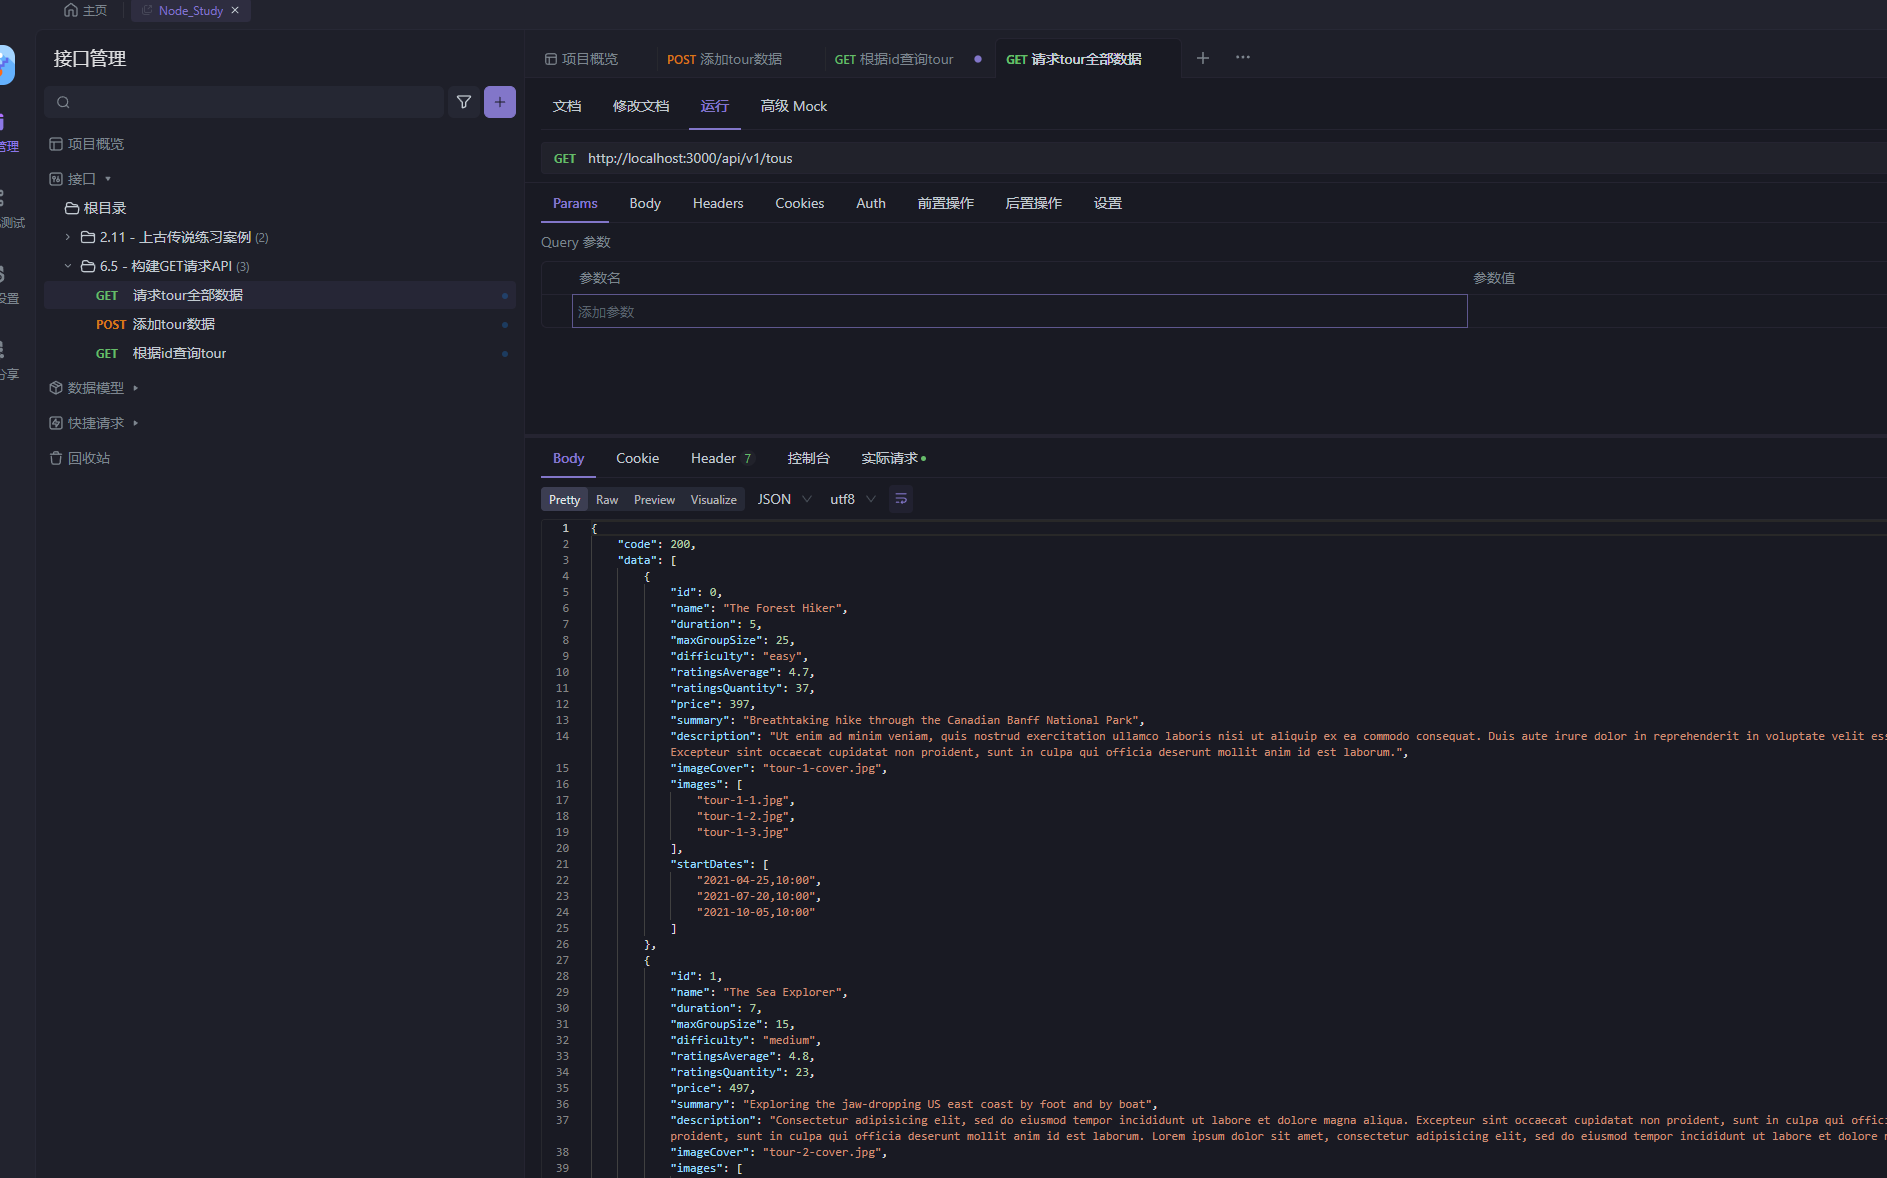 主页
Node_Study
接口管理
管理
测试
设置
分享
项目概览
接口
根目录
2.11 - 上古传说练习案例 (2)
6.5 - 构建GET请求API (3)
GET 请求tour全部数据
POST 添加tour数据
GET 根据id查询tour
数据模型
快捷请求
回收站
项目概览
POST 添加tour数据
GET 根据id查询tour
GET 请求tour全部数据
文档 修改文档 运行 高级 Mock
GET http://localhost:3000/api/v1/tous
Params Body Headers Cookies Auth 前置操作 后置操作 设置
Query 参数
参数名 参数值
添加参数
Body Cookie Header 7 控制台 实际请求
Pretty Raw Preview Visualize JSON utf8
1 {
2 "code": 200,
3 "data": [
4 {
5 "id": 0,
6 "name": "The Forest Hiker",
7 "duration": 5,
8 "maxGroupSize": 25,
9 "difficulty": "easy",
10 "ratingsAverage": 4.7,
11 "ratingsQuantity": 37,
12 "price": 397,
13 "summary": "Breathtaking hike through the Canadian Banff National Park",
14 "description": "Ut enim ad minim veniam, quis nostrud exercitation ullamco laboris nisi ut aliquip ex ea commodo consequat. Duis aute irure dolor in reprehenderit in voluptate velit ess
Excepteur sint occaecat cupidatat non proident, sunt in culpa qui officia deserunt mollit anim id est laborum.",
15 "imageCover": "tour-1-cover.jpg",
16 "images": [
17 "tour-1-1.jpg",
18 "tour-1-2.jpg",
19 "tour-1-3.jpg"
20 ],
21 "startDates": [
22 "2021-04-25,10:00",
23 "2021-07-20,10:00",
24 "2021-10-05,10:00"
25 ]
26 },
27 {
28 "id": 1,
29 "name": "The Sea Explorer",
30 "duration": 7,
31 "maxGroupSize": 15,
32 "difficulty": "medium",
33 "ratingsAverage": 4.8,
34 "ratingsQuantity": 23,
35 "price": 497,
36 "summary": "Exploring the jaw-dropping US east coast by foot and by boat",
37 "description": "Consectetur adipisicing elit, sed do eiusmod tempor incididunt ut labore et dolore magna aliqua. Excepteur sint occaecat cupidatat non proident, sunt in culpa qui offici
proident, sunt in culpa qui officia deserunt mollit anim id est laborum. Lorem ipsum dolor sit amet, consectetur adipisicing elit, sed do eiusmod tempor incididunt ut labore et dolore
38 "imageCover": "tour-2-cover.jpg",
39 "images": [